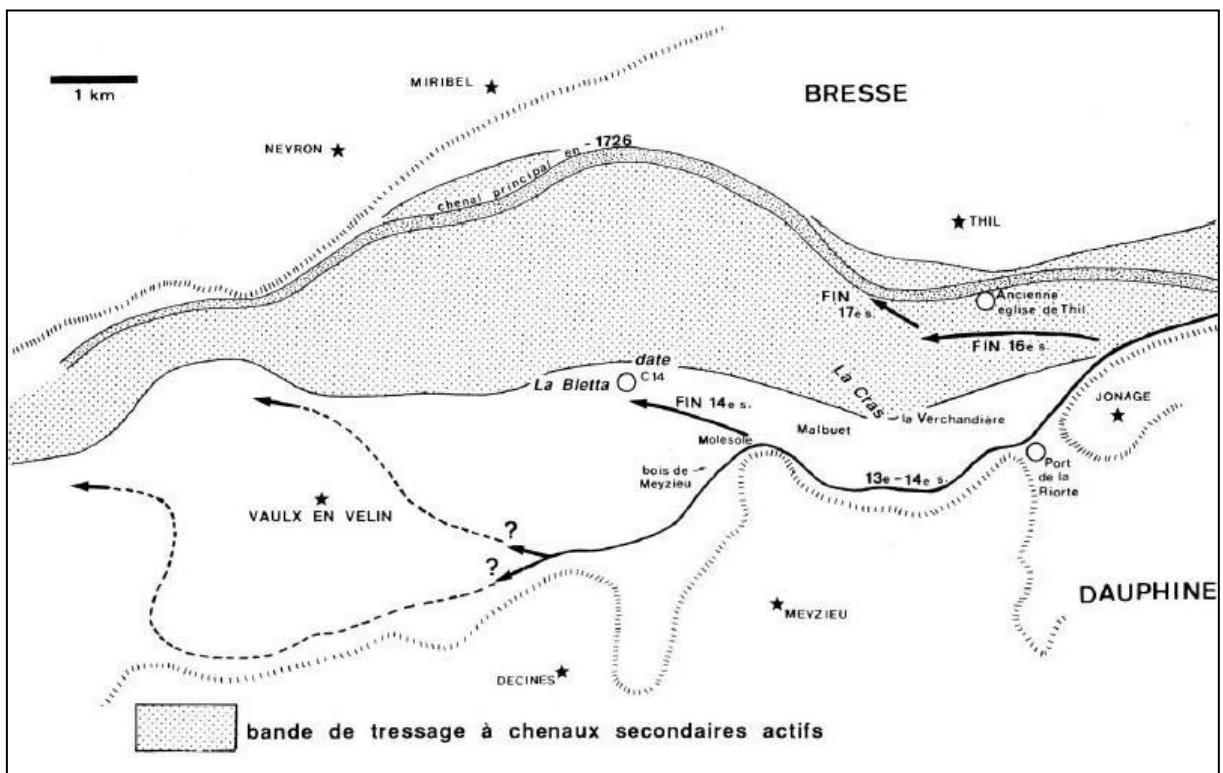 1 km
MIRIBEL
BRESSE
NEYRON
chenal principal en - 1726
THIL
FIN
17e s.
Ancienne
eglise de Thil
FIN 16e s.
date
La Bletta
C14
La Cras
JONAGE
FIN 14e s.
la Verchandière
Malbuet
Molesole
bois de
Meyzieu
13e - 14e s.
Port
de la
Riorte
VAULX EN VELIN
?
?
DAUPHINE
MEYZIEU
DECINES
bande de tressage à chenaux secondaires actifs